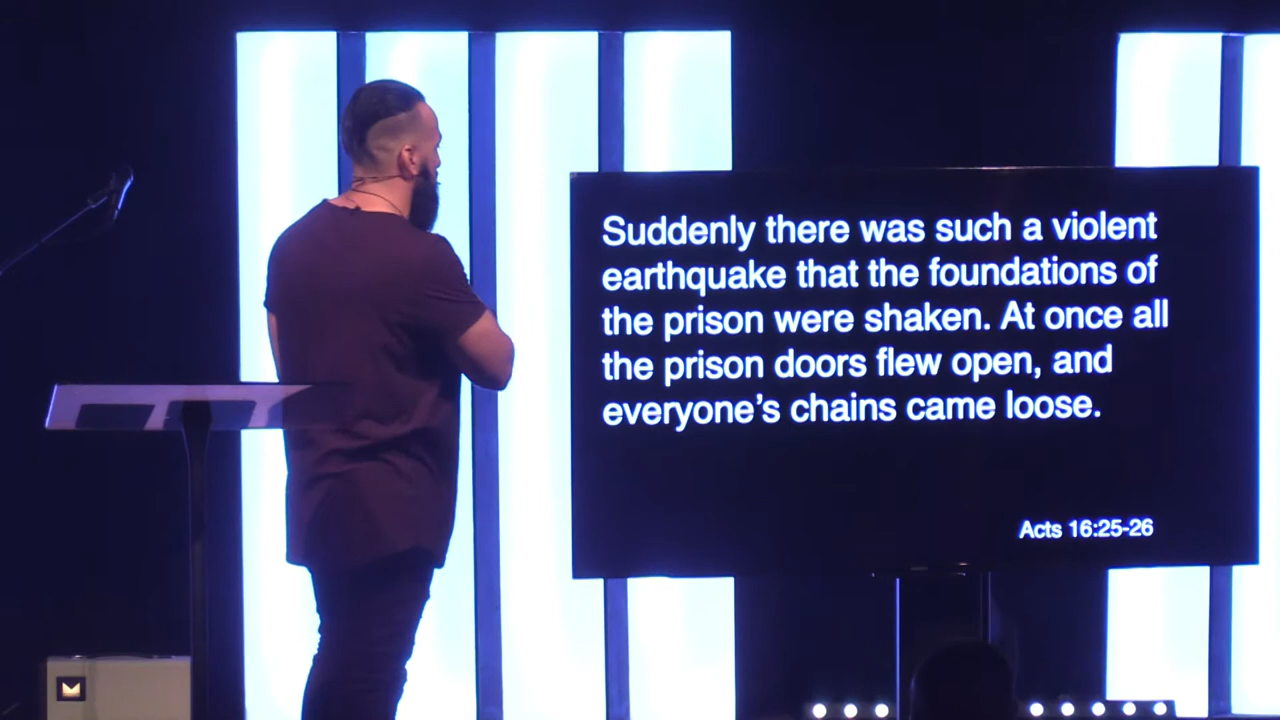 Suddenly there was such a violent
earthquake that the foundations of
the prison were shaken. At once all
the prison doors flew open, and
everyone’s chains came loose.
Acts 16:25-26